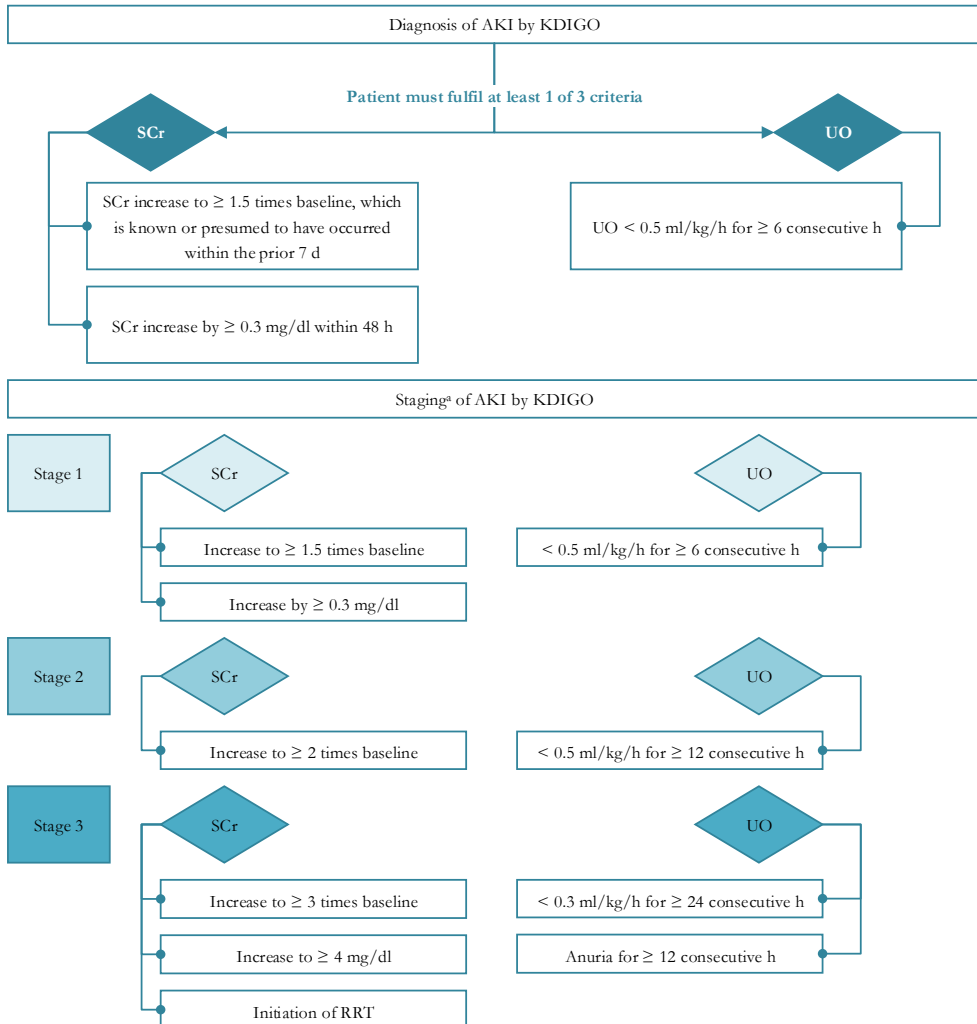 Diagnosis of AKI by KDIGO
Patient must fulfil at least 1 of 3 criteria
SCr
UO
SCr increase to ≥ 1.5 times baseline, which
is known or presumed to have occurred
within the prior 7 d
UO < 0.5 ml/kg/h for ≥ 6 consecutive h
SCr increase by ≥ 0.3 mg/dl within 48 h
Stagingᵃ of AKI by KDIGO
Stage 1
SCr
UO
Increase to ≥ 1.5 times baseline
< 0.5 ml/kg/h for ≥ 6 consecutive h
Increase by ≥ 0.3 mg/dl
Stage 2
SCr
UO
Increase to ≥ 2 times baseline
< 0.5 ml/kg/h for ≥ 12 consecutive h
Stage 3
SCr
UO
Increase to ≥ 3 times baseline
< 0.3 ml/kg/h for ≥ 24 consecutive h
Increase to ≥ 4 mg/dl
Anuria for ≥ 12 consecutive h
Initiation of RRT